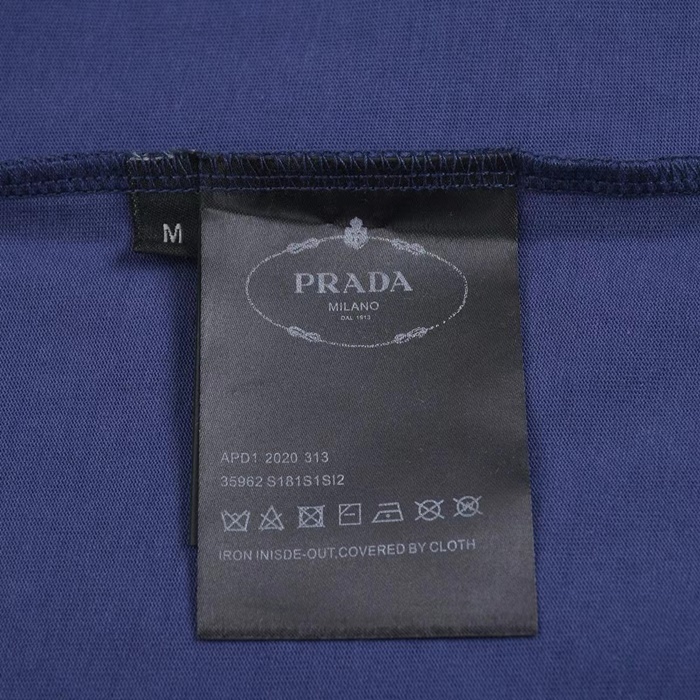 M
PRADA
MILANO
DAL 1913
APD1 2020 313
35962 S181S1SI2
IRON INISDE-OUT,COVERED BY CLOTH